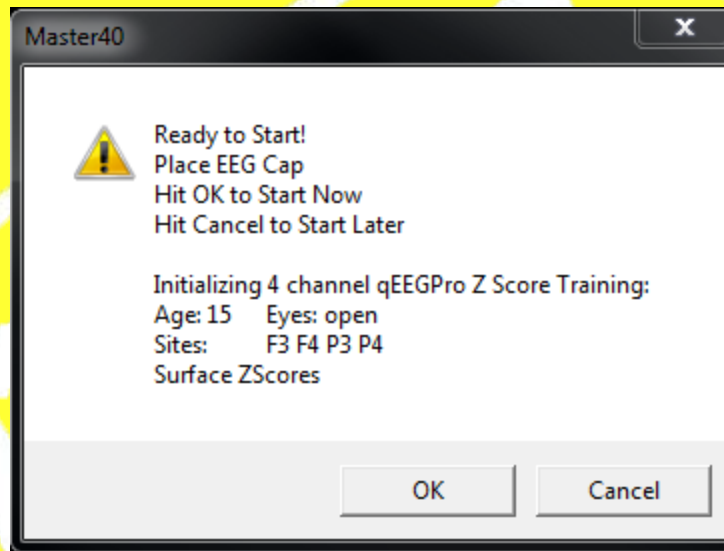 Master40
Ready to Start!
Place EEG Cap
Hit OK to Start Now
Hit Cancel to Start Later
Initializing 4 channel qEEGPro Z Score Training:
Age: 15 Eyes: open
Sites: F3 F4 P3 P4
Surface ZScores
OK Cancel